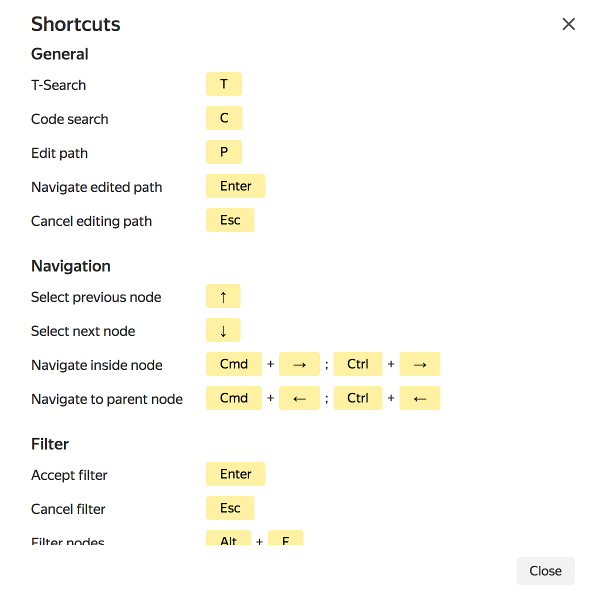 Shortcuts
General
T-Search T
Code search C
Edit path P
Navigate edited path Enter
Cancel editing path Esc
Navigation
Select previous node ↑
Select next node ↓
Navigate inside node Cmd + → ; Ctrl + →
Navigate to parent node Cmd + ← ; Ctrl + ←
Filter
Accept filter Enter
Cancel filter Esc
Filter nodes Alt +
Close